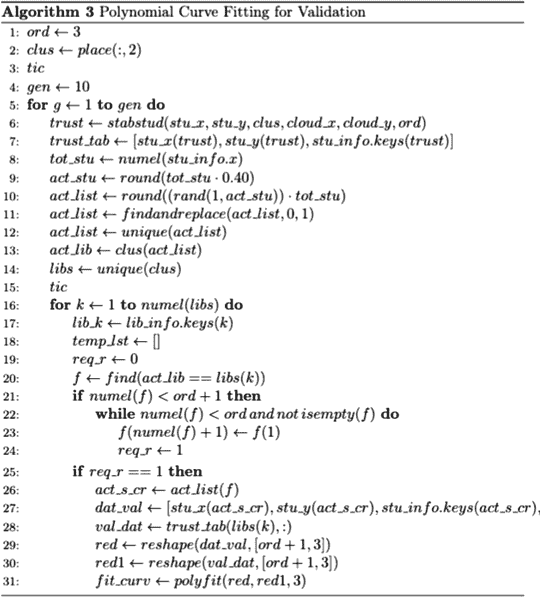 Algorithm 3 Polynomial Curve Fitting for Validation
1: ord ← 3
2: clus ← place(:, 2)
3: tic
4: gen ← 10
5: for g ← 1 to gen do
6: trust ← stabstud(stu_x, stu_y, clus, cloud_x, cloud_y, ord)
7: trust_tab ← [stu_x(trust), stu_y(trust), stu_info.keys(trust)]
8: tot_stu ← numel(stu_info.x)
9: act_stu ← round(tot_stu · 0.40)
10: act_list ← round((rand(1, act_stu)) · tot_stu)
11: act_list ← findandreplace(act_list, 0, 1)
12: act_list ← unique(act_list)
13: act_lib ← clus(act_list)
14: libs ← unique(clus)
15: tic
16: for k ← 1 to numel(libs) do
17: lib_k ← lib_info.keys(k)
18: temp_lst ← []
19: req_r ← 0
20: f ← find(act_lib == libs(k))
21: if numel(f) < ord + 1 then
22: while numel(f) < ord and not isempty(f) do
23: f(numel(f) + 1) ← f(1)
24: req_r ← 1
25: if req_r == 1 then
26: act_s_cr ← act_list(f)
27: dat_val ← [stu_x(act_s_cr), stu_y(act_s_cr), stu_info.keys(act_s_cr),
28: val_dat ← trust_tab(libs(k), :)
29: red ← reshape(dat_val, [ord + 1, 3])
30: red1 ← reshape(val_dat, [ord + 1, 3])
31: fit_curv ← polyfit(red, red1, 3)